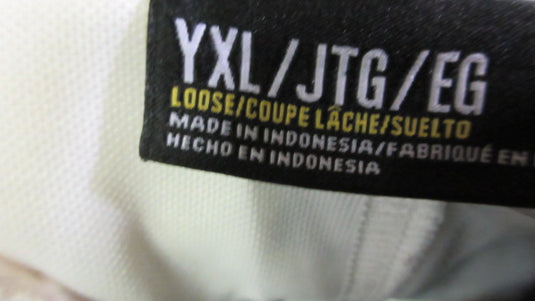 YXL/JTG/EG
LOOSE/COUPE LÂCHE/SUELTO
MADE IN INDONESIA/FABRIQUÉ EN
HECHO EN INDONESIA